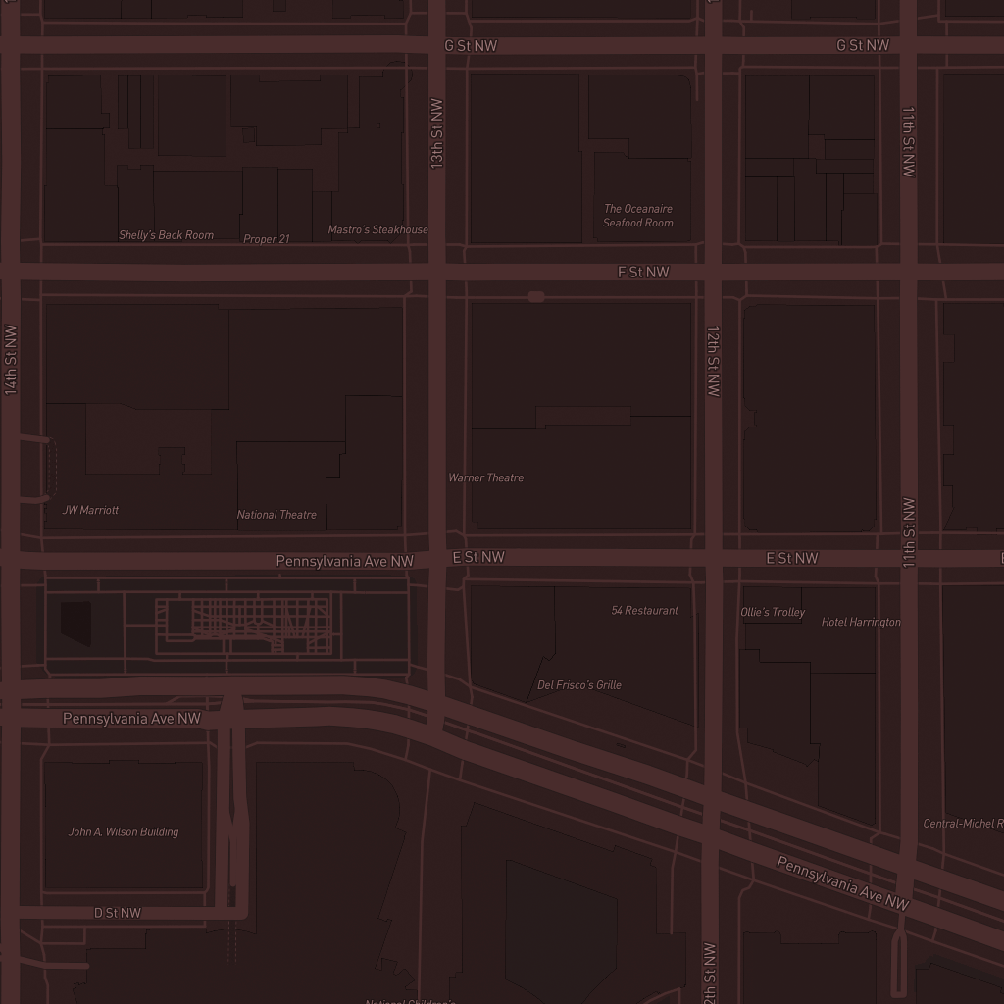 G St NW
G St NW
13th St NW
11th St NW
The Oceanaire
Seafood Room
Shelly's Back Room
Proper 21
Mastro's Steakhouse
F St NW
14th St NW
12th St NW
Warner Theatre
JW Marriott
National Theatre
11th St NW
Pennsylvania Ave NW
E St NW
E St NW
54 Restaurant
Ollie's Trolley
Hotel Harrington
Del Frisco's Grille
Pennsylvania Ave NW
John A. Wilson Building
Central-Michel R
Pennsylvania Ave NW
D St NW
2th St NW
National Children's